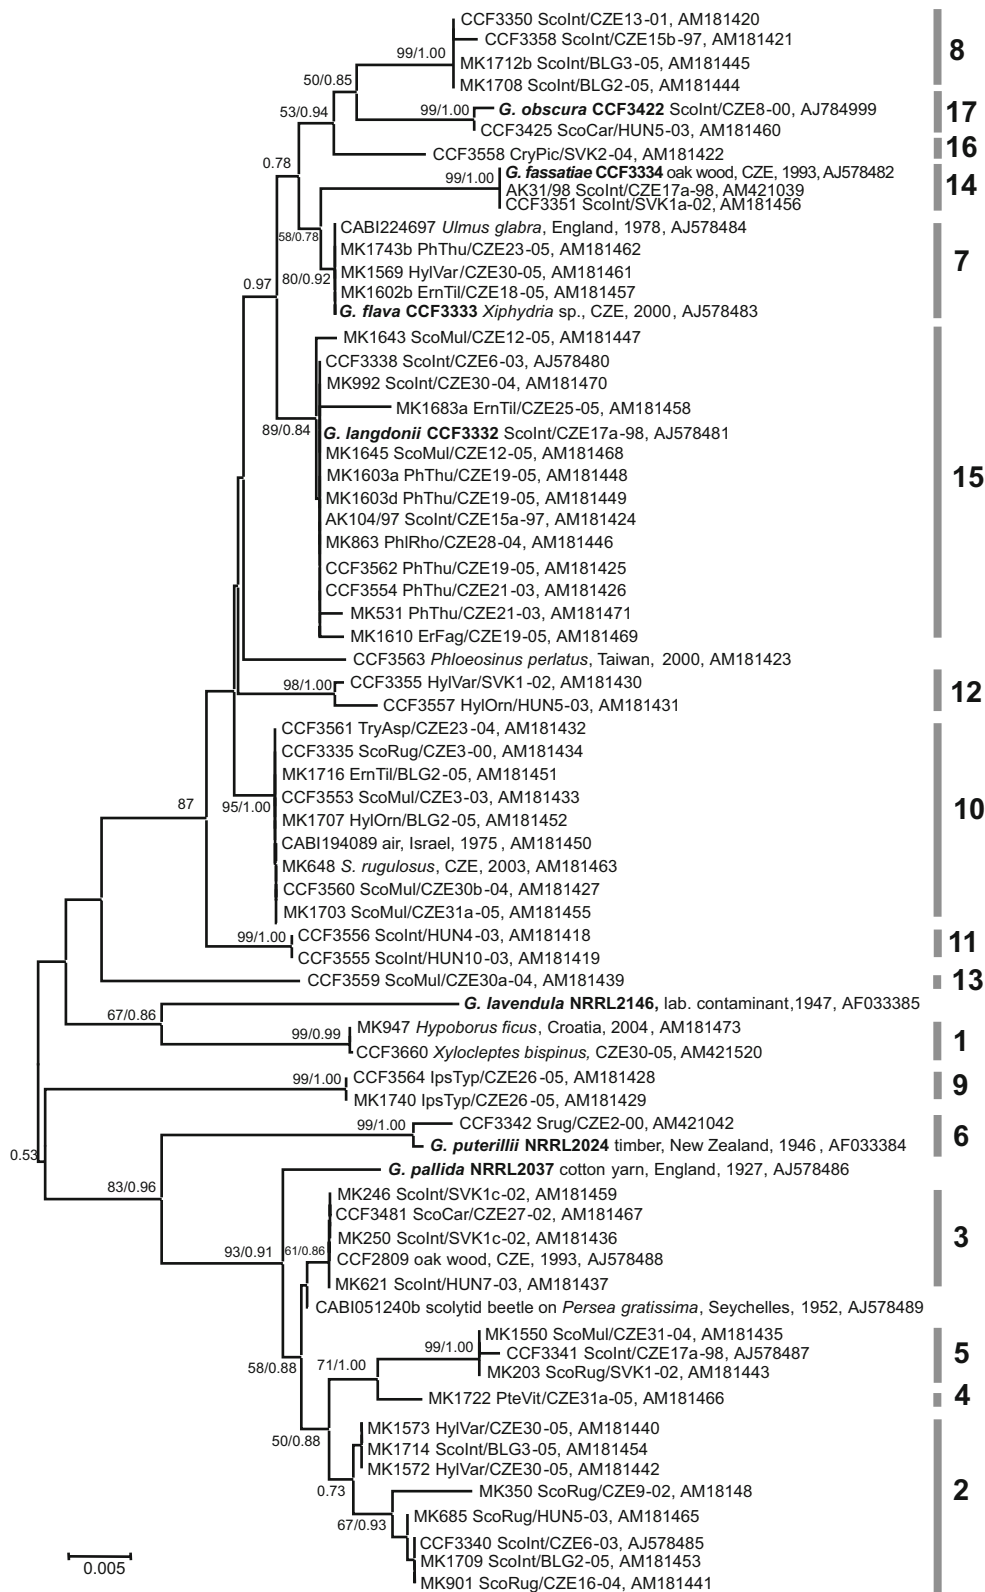 CCF3350 ScoInt/CZE13-01, AM181420
CCF3358 ScoInt/CZE15b-97, AM181421
99/1.00
MK1712b ScoInt/BLG3-05, AM181445
8
MK1708 ScoInt/BLG2-05, AM181444
50/0.85
G. obscura CCF3422 ScoInt/CZE8-00, AJ784999
99/1.00
53/0.94
17
CCF3425 ScoCar/HUN5-03, AM181460
CCF3558 CryPic/SVK2-04, AM181422
16
0.78
G. fassatiae CCF3334 oak wood, CZE, 1993, AJ578482
99/1.00
AK31/98 ScoInt/CZE17a-98, AM421039
14
CCF3351 ScoInt/SVK1a-02, AM181456
CABI224697 Ulmus glabra, England, 1978, AJ578484
58/0.78
MK1743b PhThu/CZE23-05, AM181462
7
MK1569 HylVar/CZE30-05, AM181461
80/0.92
0.97
MK1602b ErnTil/CZE18-05, AM181457
G. flava CCF3333 Xiphydria sp., CZE, 2000, AJ578483
MK1643 ScoMul/CZE12-05, AM181447
CCF3338 ScoInt/CZE6-03, AJ578480
MK992 ScoInt/CZE30-04, AM181470
MK1683a ErnTil/CZE25-05, AM181458
89/0.84
G. langdonii CCF3332 ScoInt/CZE17a-98, AJ578481
MK1645 ScoMul/CZE12-05, AM181468
MK1603a PhThu/CZE19-05, AM181448
15
MK1603d PhThu/CZE19-05, AM181449
AK104/97 ScoInt/CZE15a-97, AM181424
MK863 PhlRho/CZE28-04, AM181446
CCF3562 PhThu/CZE19-05, AM181425
CCF3554 PhThu/CZE21-03, AM181426
MK531 PhThu/CZE21-03, AM181471
MK1610 ErFag/CZE19-05, AM181469
CCF3563 Phloeosinus perlatus, Taiwan, 2000, AM181423
98/1.00
CCF3355 HylVar/SVK1-02, AM181430
12
CCF3557 HylOrn/HUN5-03, AM181431
CCF3561 TryAsp/CZE23-04, AM181432
CCF3335 ScoRug/CZE3-00, AM181434
MK1716 ErnTil/BLG2-05, AM181451
87
95/1.00
CCF3553 ScoMul/CZE3-03, AM181433
10
MK1707 HylOrn/BLG2-05, AM181452
CABI194089 air, Israel, 1975, AM181450
MK648 S. rugulosus, CZE, 2003, AM181463
CCF3560 ScoMul/CZE30b-04, AM181427
MK1703 ScoMul/CZE31a-05, AM181455
99/1.00
CCF3556 ScoInt/HUN4-03, AM181418
11
CCF3555 ScoInt/HUN10-03, AM181419
CCF3559 ScoMul/CZE30a-04, AM181439
13
G. lavendula NRRL2146, lab. contaminant,1947, AF033385
67/0.86
MK947 Hypoborus ficus, Croatia, 2004, AM181473
99/0.99
1
CCF3660 Xylocleptes bispinus, CZE30-05, AM421520
99/1.00
CCF3564 IpsTyp/CZE26-05, AM181428
9
MK1740 IpsTyp/CZE26-05, AM181429
99/1.00
CCF3342 Srug/CZE2-00, AM421042
6
G. puterillii NRRL2024 timber, New Zealand, 1946, AF033384
0.53
G. pallida NRRL2037 cotton yarn, England, 1927, AJ578486
83/0.96
MK246 ScoInt/SVK1c-02, AM181459
CCF3481 ScoCar/CZE27-02, AM181467
MK250 ScoInt/SVK1c-02, AM181436
3
93/0.91
61/0.86
CCF2809 oak wood, CZE, 1993, AJ578488
MK621 ScoInt/HUN7-03, AM181437
CABI051240b scolytid beetle on Persea gratissima, Seychelles, 1952, AJ578489
MK1550 ScoMul/CZE31-04, AM181435
99/1.00
CCF3341 ScoInt/CZE17a-98, AJ578487
5
58/0.88
71/1.00
MK203 ScoRug/SVK1-02, AM181443
MK1722 PteVit/CZE31a-05, AM181466
4
MK1573 HylVar/CZE30-05, AM181440
50/0.88
MK1714 ScoInt/BLG3-05, AM181454
MK1572 HylVar/CZE30-05, AM181442
0.73
MK350 ScoRug/CZE9-02, AM18148
2
MK685 ScoRug/HUN5-03, AM181465
67/0.93
CCF3340 ScoInt/CZE6-03, AJ578485
MK1709 ScoInt/BLG2-05, AM181453
0.005
MK901 ScoRug/CZE16-04, AM181441